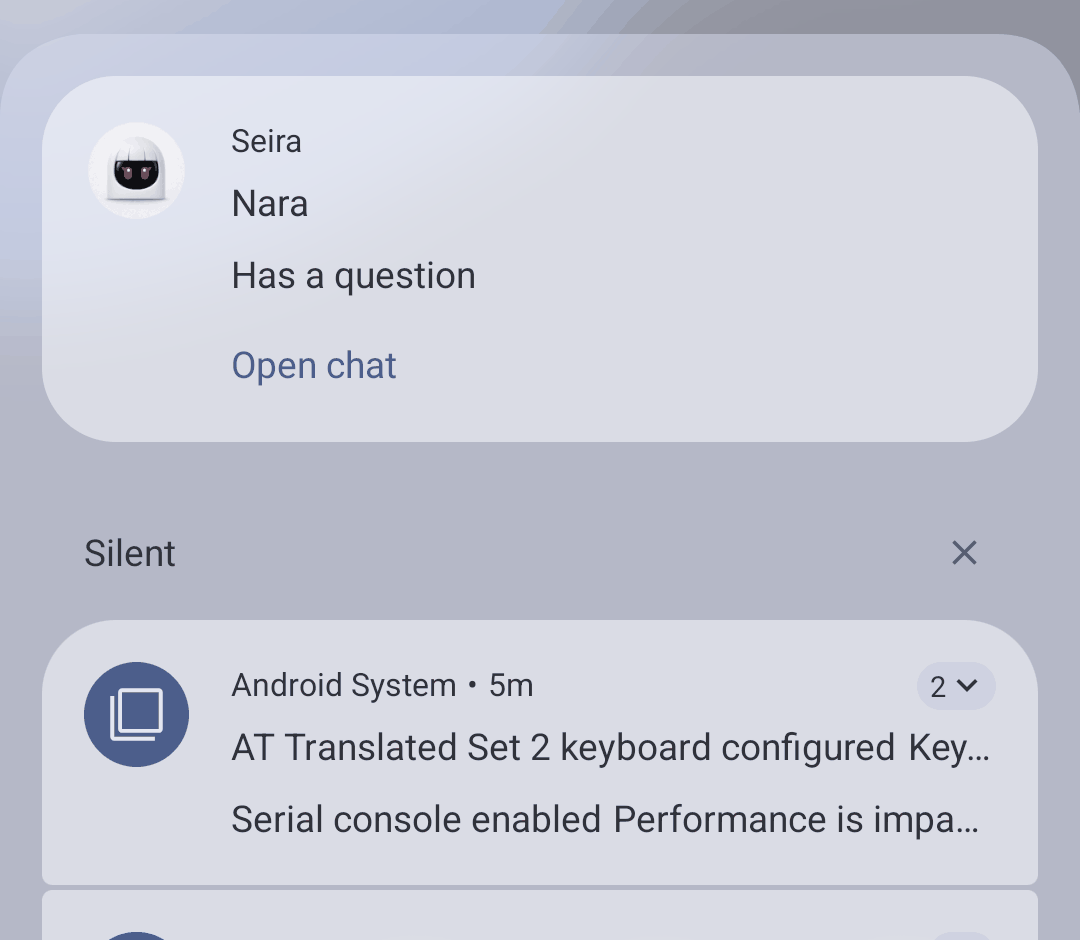 Seira
Nara
Has a question
Open chat
Silent
Android System • 5m
2
AT Translated Set 2 keyboard configured Key…
Serial console enabled Performance is impa…